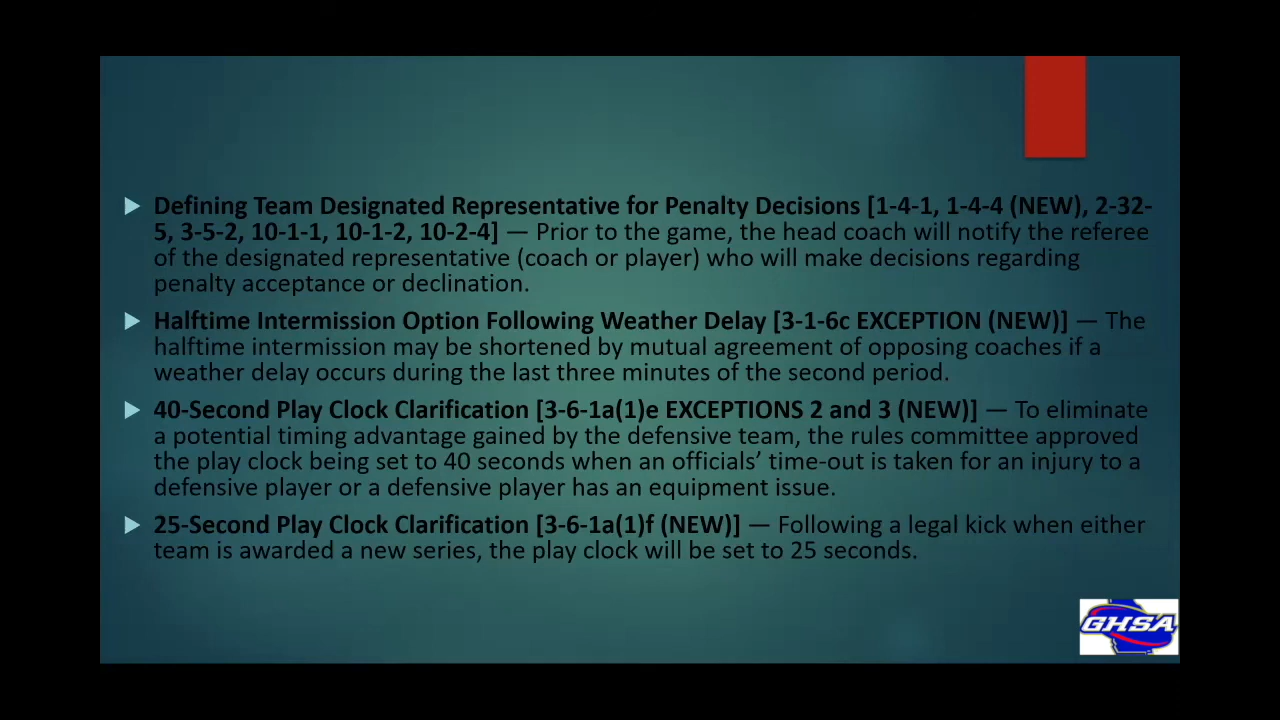 Defining Team Designated Representative for Penalty Decisions [1-4-1, 1-4-4 (NEW), 2-32-
5, 3-5-2, 10-1-1, 10-1-2, 10-2-4] — Prior to the game, the head coach will notify the referee
of the designated representative (coach or player) who will make decisions regarding
penalty acceptance or declination.
Halftime Intermission Option Following Weather Delay [3-1-6c EXCEPTION (NEW)] — The
halftime intermission may be shortened by mutual agreement of opposing coaches if a
weather delay occurs during the last three minutes of the second period.
40-Second Play Clock Clarification [3-6-1a(1)e EXCEPTIONS 2 and 3 (NEW)] — To eliminate
a potential timing advantage gained by the defensive team, the rules committee approved
the play clock being set to 40 seconds when an officials’ time-out is taken for an injury to a
defensive player or a defensive player has an equipment issue.
25-Second Play Clock Clarification [3-6-1a(1)f (NEW)] — Following a legal kick when either
team is awarded a new series, the play clock will be set to 25 seconds.
GHSA